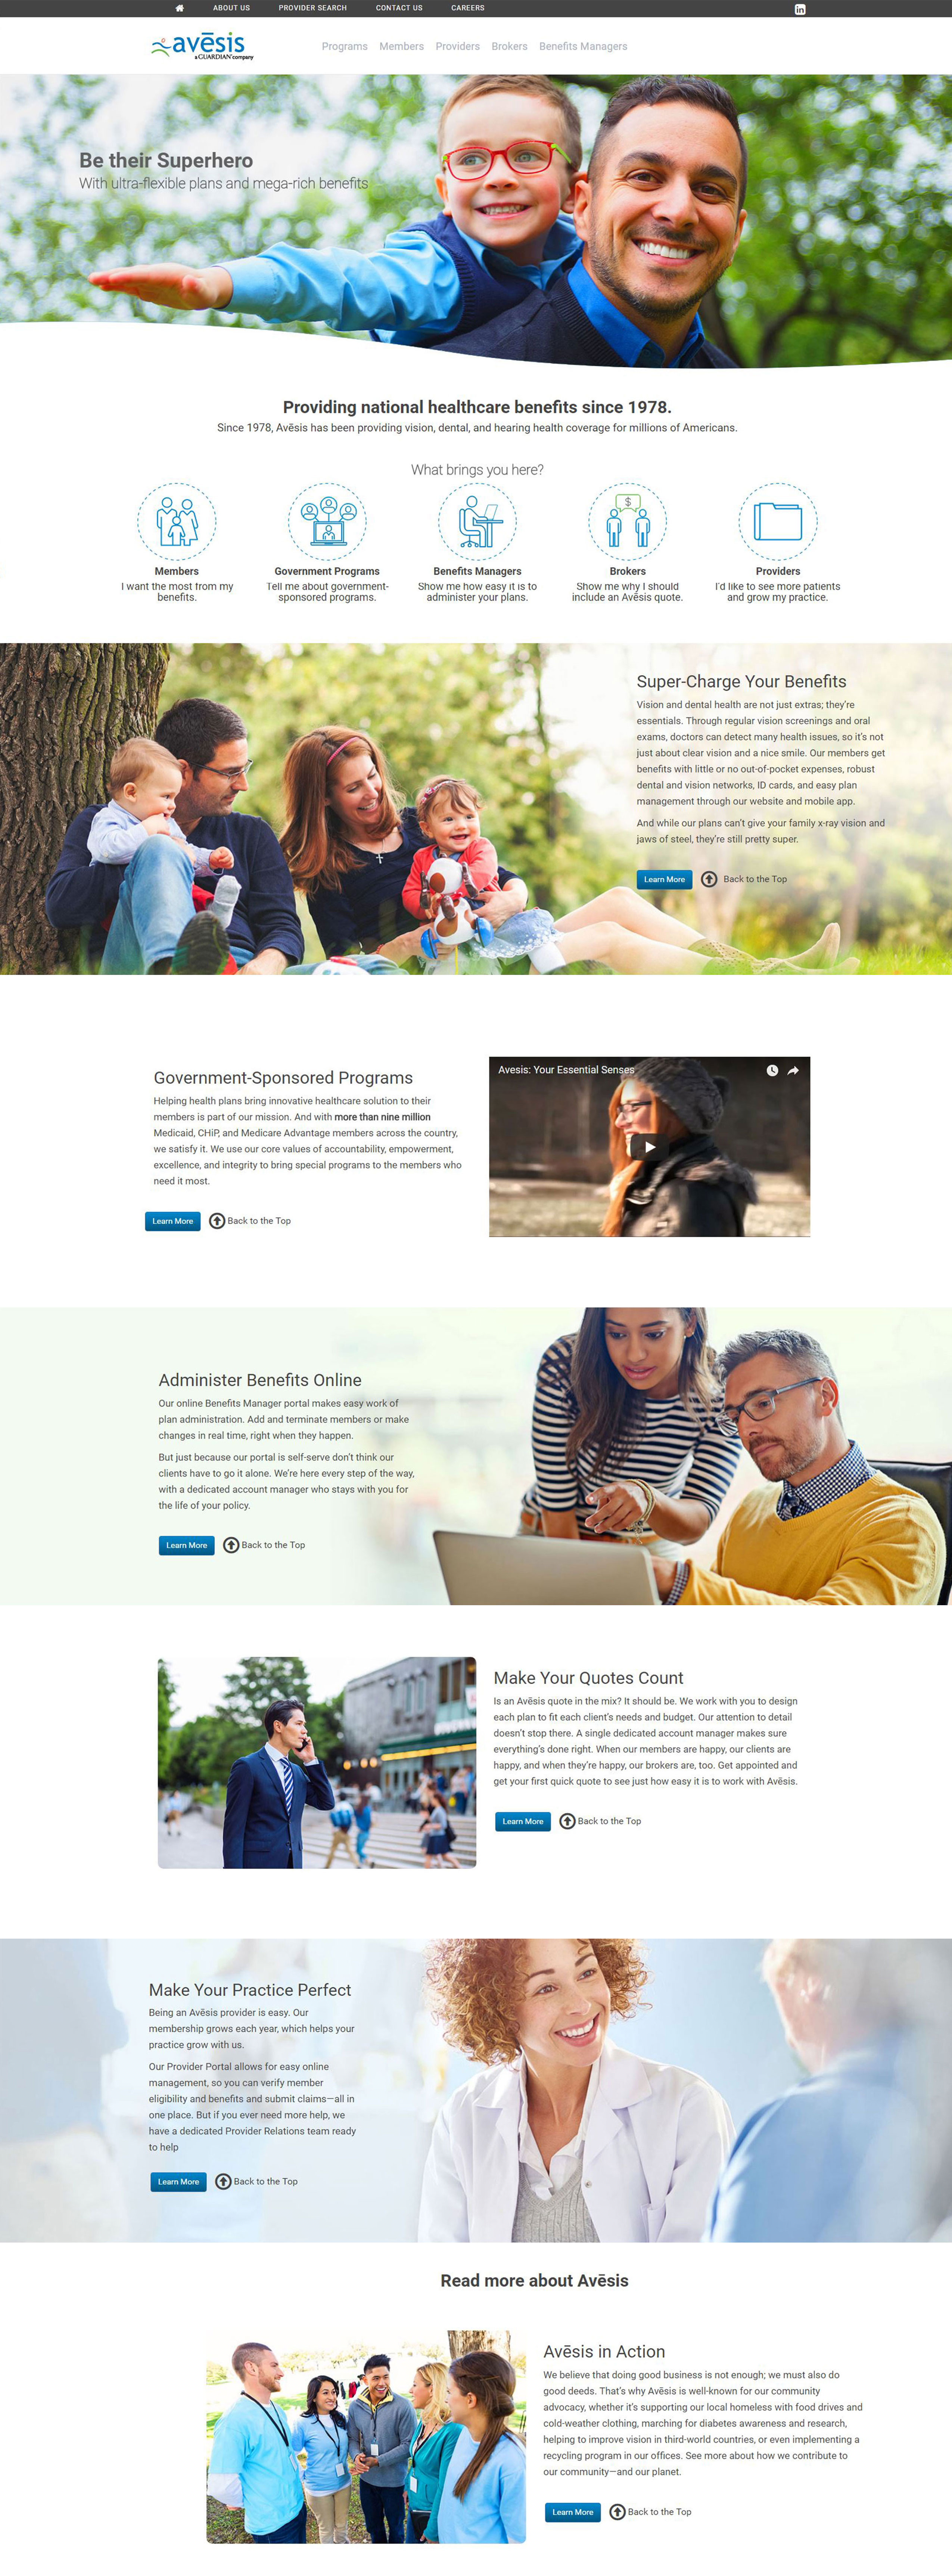 ABOUT US PROVIDER SEARCH CONTACT US CAREERS in
avēsis
a GUARDIAN company
Programs Members Providers Brokers Benefits Managers
Be their Superhero
With ultra-flexible plans and mega-rich benefits
Providing national healthcare benefits since 1978.
Since 1978, Avēsis has been providing vision, dental, and hearing health coverage for millions of Americans.
What brings you here?
$
Members
I want the most from my
benefits.
Government Programs
Tell me about government-
sponsored programs.
Benefits Managers
Show me how easy it is to
administer your plans.
Brokers
Show me why I should
include an Avēsis quote.
Providers
I'd like to see more patients
and grow my practice.
Super-Charge Your Benefits
Vision and dental health are not just extras; they're
essentials. Through regular vision screenings and oral
exams, doctors can detect many health issues, so it's not
just about clear vision and a nice smile. Our members get
benefits with little or no out-of-pocket expenses, robust
dental and vision networks, ID cards, and easy plan
management through our website and mobile app.
And while our plans can't give your family x-ray vision and
jaws of steel, they're still pretty super.
Learn More Back to the Top
Government-Sponsored Programs
Helping health plans bring innovative healthcare solution to their
members is part of our mission. And with more than nine million
Medicaid, CHiP, and Medicare Advantage members across the country,
we satisfy it. We use our core values of accountability, empowerment,
excellence, and integrity to bring special programs to the members who
need it most.
Learn More Back to the Top
Avesis: Your Essential Senses
Administer Benefits Online
Our online Benefits Manager portal makes easy work of
plan administration. Add and terminate members or make
changes in real time, right when they happen.
But just because our portal is self-serve don't think our
clients have to go it alone. We're here every step of the way,
with a dedicated account manager who stays with you for
the life of your policy.
Learn More Back to the Top
Make Your Quotes Count
Is an Avēsis quote in the mix? It should be. We work with you to design
each plan to fit each client's needs and budget. Our attention to detail
doesn't stop there. A single dedicated account manager makes sure
everything's done right. When our members are happy, our clients are
happy, and when they're happy, our brokers are, too. Get appointed and
get your first quick quote to see just how easy it is to work with Avēsis.
Learn More Back to the Top
Make Your Practice Perfect
Being an Avēsis provider is easy. Our
membership grows each year, which helps your
practice grow with us.
Our Provider Portal allows for easy online
management, so you can verify member
eligibility and benefits and submit claims—all in
one place. But if you ever need more help, we
have a dedicated Provider Relations team ready
to help
Learn More Back to the Top
Read more about Avēsis
Avēsis in Action
We believe that doing good business is not enough; we must also do
good deeds. That's why Avēsis is well-known for our community
advocacy, whether it's supporting our local homeless with food drives and
cold-weather clothing, marching for diabetes awareness and research,
helping to improve vision in third-world countries, or even implementing a
recycling program in our offices. See more about how we contribute to
our community—and our planet.
Learn More Back to the Top